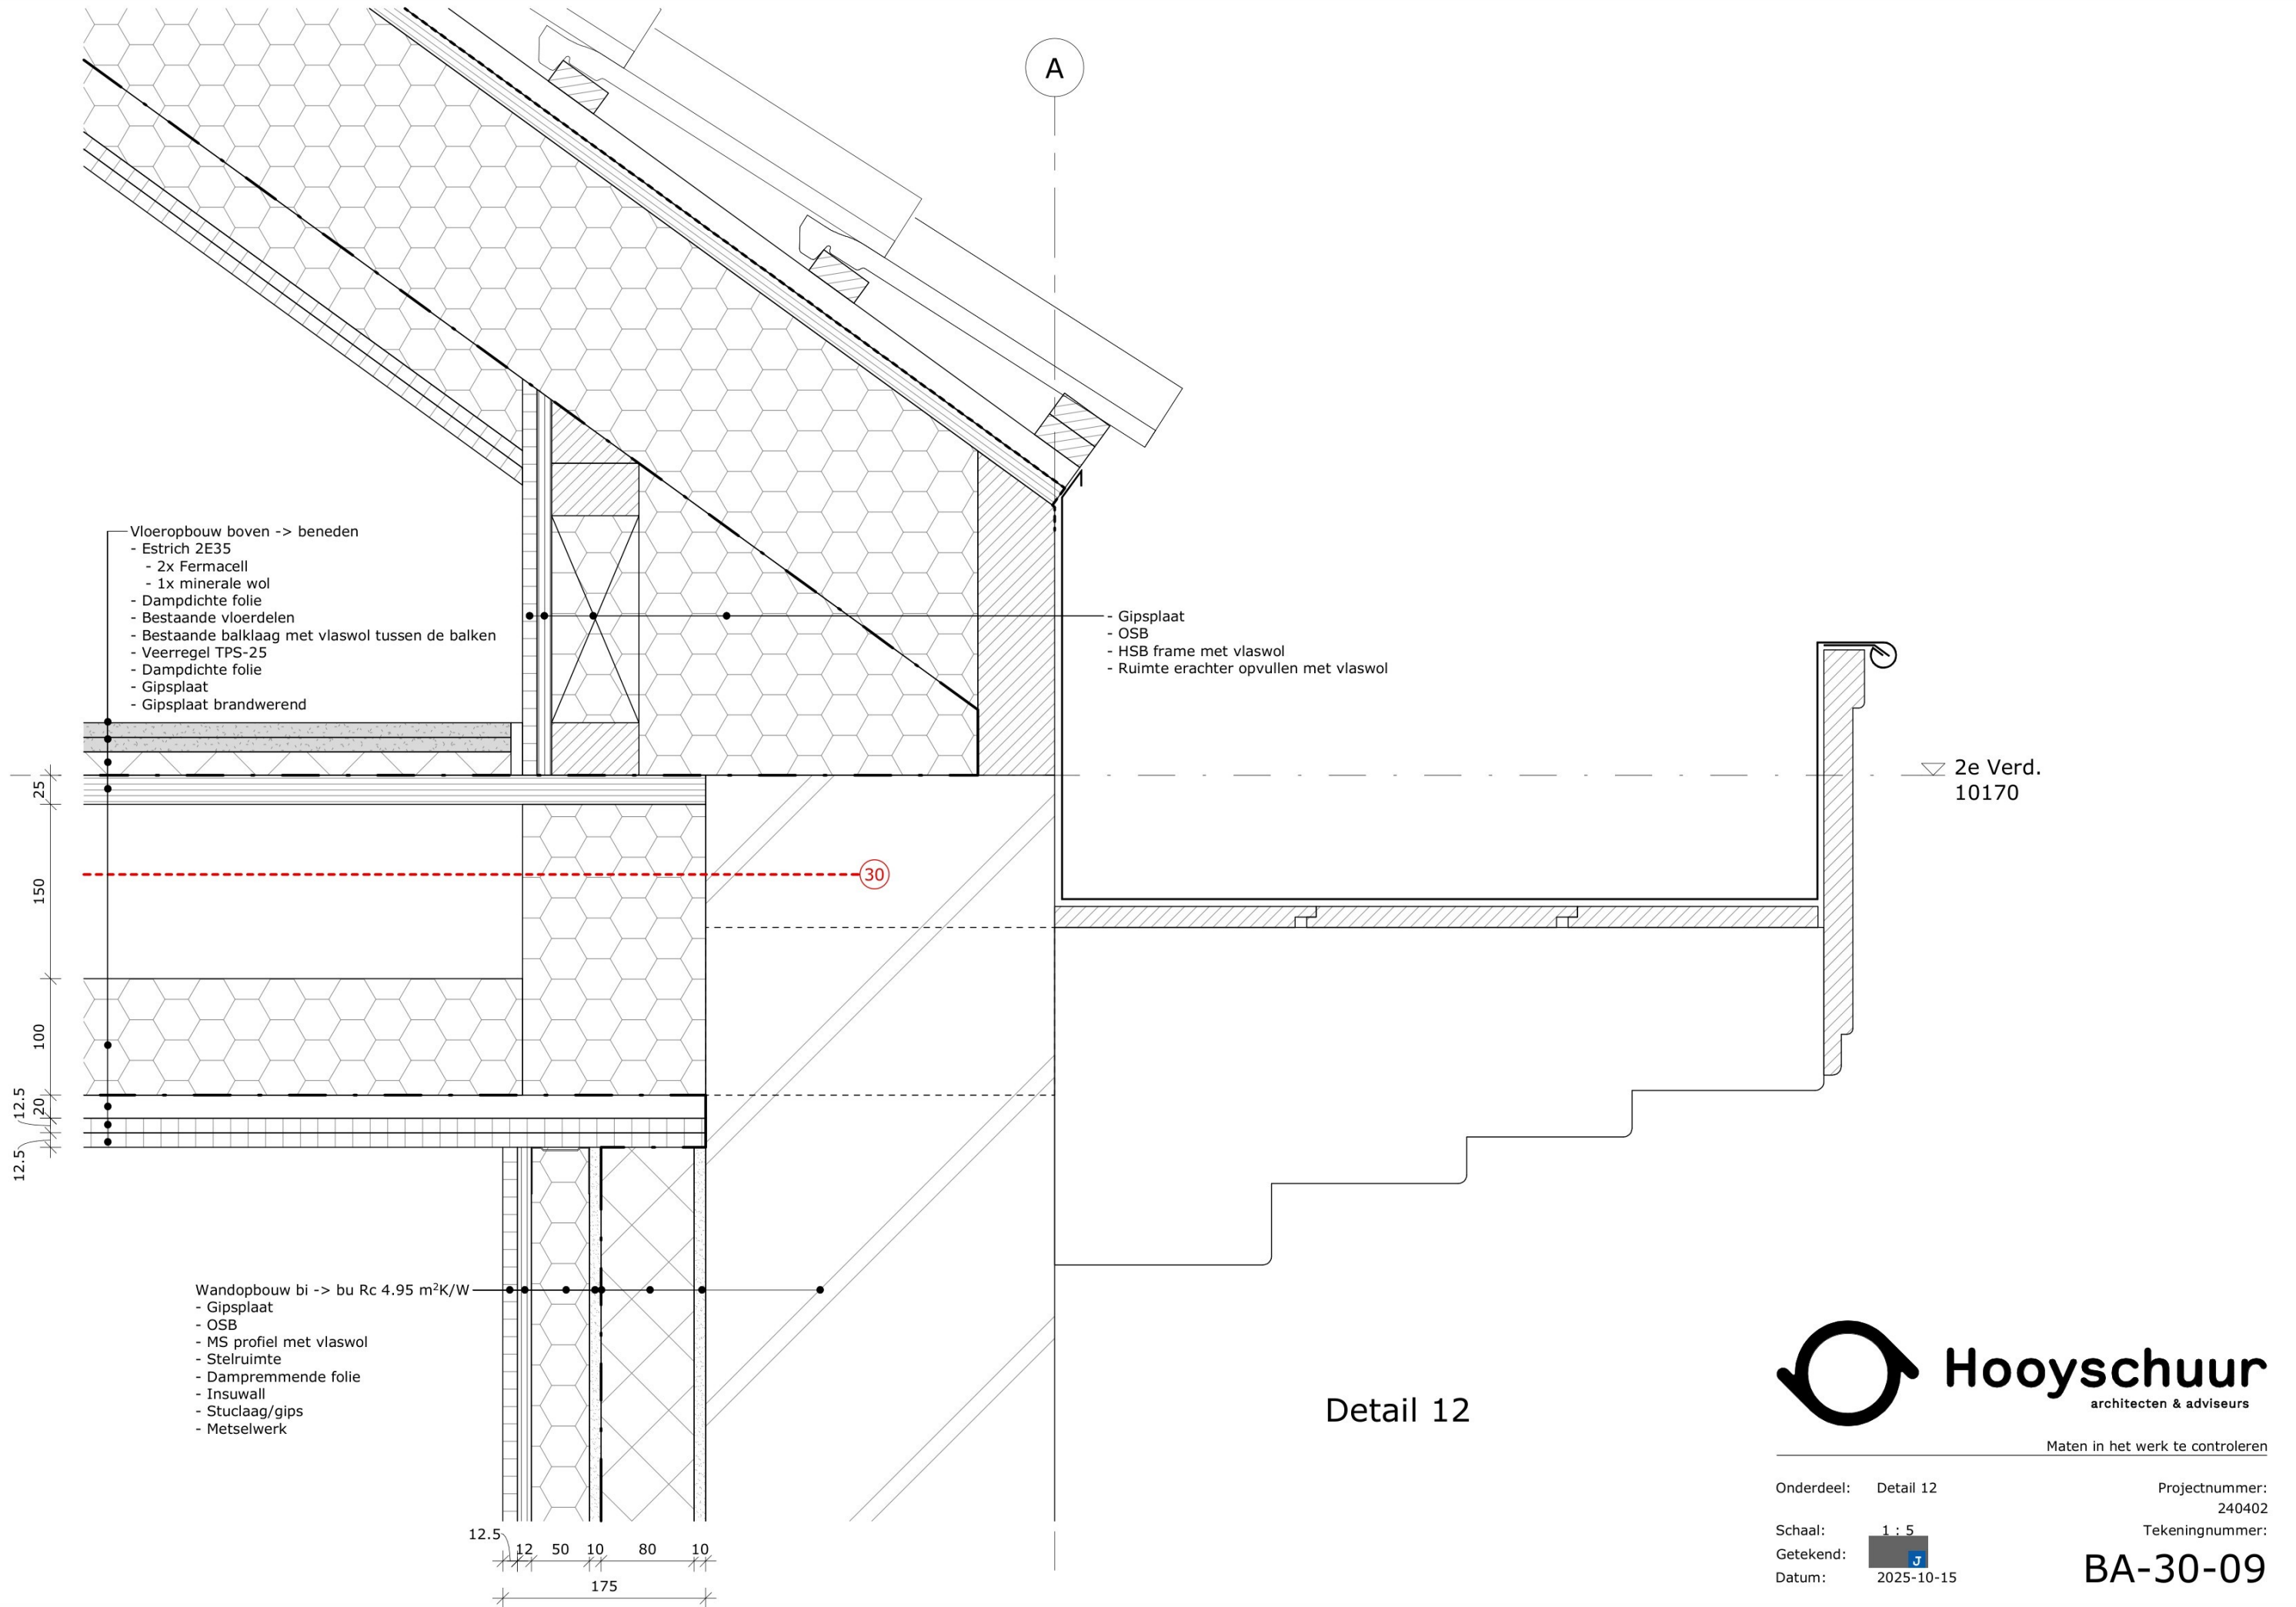 A
Vloeropbouw boven -> beneden
- Estrich 2E35
- 2x Fermacell
- 1x minerale wol
- Dampdichte folie
- Bestaande vloerdelen
- Bestaande balklaag met vlaswol tussen de balken
- Veerregel TPS-25
- Dampdichte folie
- Gipsplaat
- Gipsplaat brandwerend
- Gipsplaat
- OSB
- HSB frame met vlaswol
- Ruimte erachter opvullen met vlaswol
2e Verd.
10170
25
150
100
20
12.5
12.5
30
Wandopbouw bi -> bu Rc 4.95 m²K/W
- Gipsplaat
- OSB
- MS profiel met vlaswol
- Stelruimte
- Dampremmende folie
- Insuwall
- Stuclaag/gips
- Metselwerk
12.5
12 50 10 80 10
175
Detail 12
Hooyschuur
architecten & adviseurs
Maten in het werk te controleren
Onderdeel: Detail 12
Projectnummer:
240402
Schaal: 1 : 5
Tekeningnummer:
Getekend: J
BA-30-09
Datum: 2025-10-15